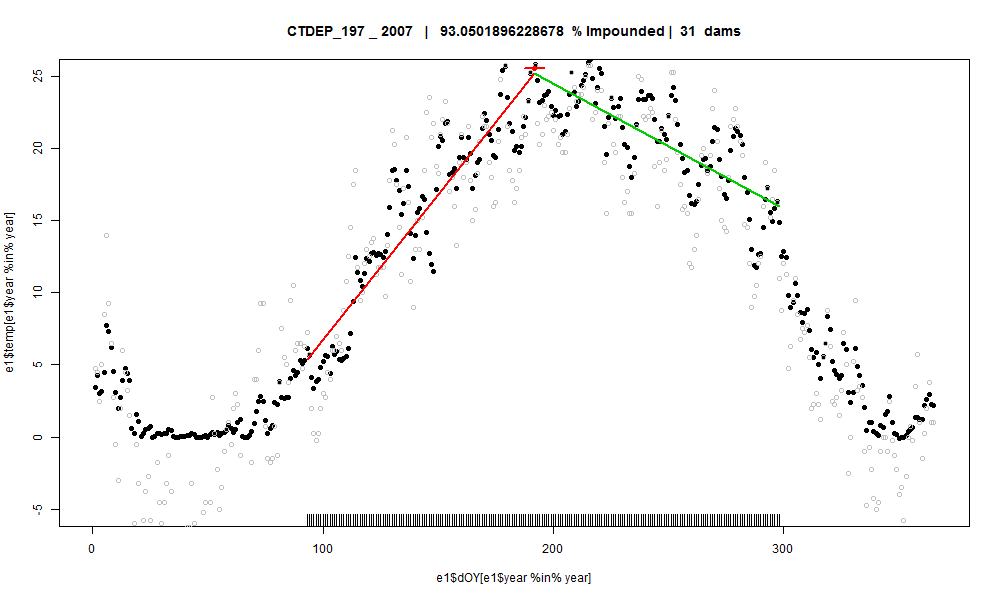 CTDEP_197 _ 2007 | 93.0501896228678 % Impounded | 31 dams
e1$temp[e1$year %in% year]
25
20
15
10
5
0
-5
0 100 200 300
e1$dOY[e1$year %in% year]